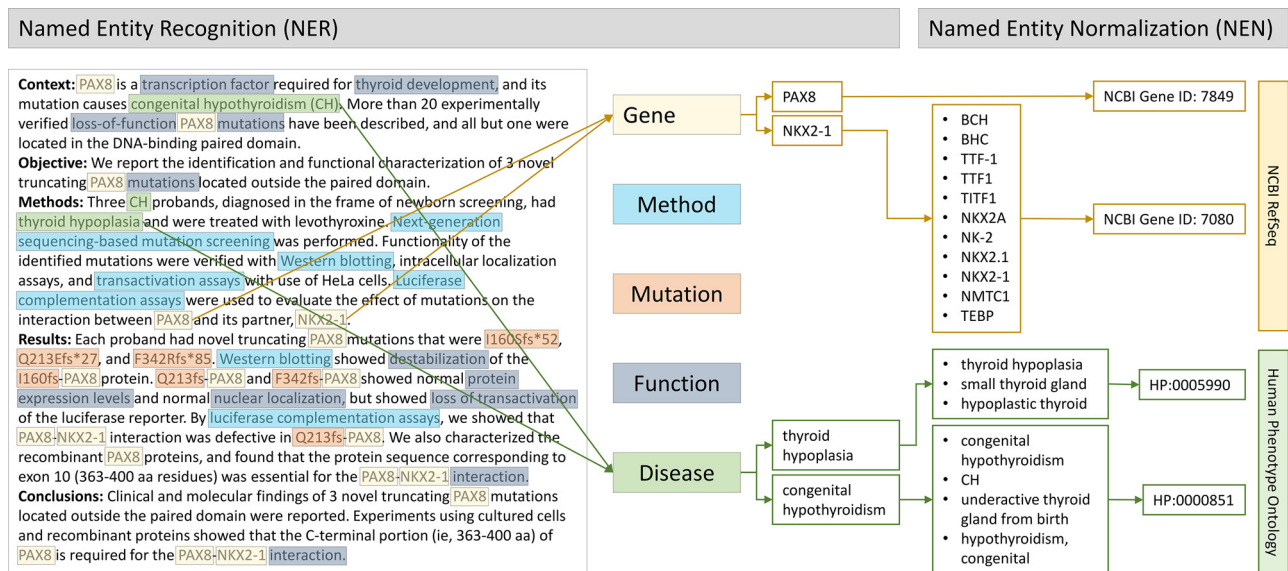 Named Entity Recognition (NER)
Named Entity Normalization (NEN)
Context: PAX8 is a transcription factor required for thyroid development, and its
mutation causes congenital hypothyroidism (CH). More than 20 experimentally
verified loss-of-function PAX8 mutations have been described, and all but one were
located in the DNA-binding paired domain.
Objective: We report the identification and functional characterization of 3 novel
truncating PAX8 mutations located outside the paired domain.
Methods: Three CH probands, diagnosed in the frame of newborn screening, had
thyroid hypoplasia and were treated with levothyroxine. Next-generation
sequencing-based mutation screening was performed. Functionality of the
identified mutations were verified with Western blotting, intracellular localization
assays, and transactivation assays with use of HeLa cells. Luciferase
complementation assays were used to evaluate the effect of mutations on the
interaction between PAX8 and its partner, NKX2-1.
Results: Each proband had novel truncating PAX8 mutations that were I160Sfs*52,
Q213Efs*27, and F342Rfs*85. Western blotting showed destabilization of the
I160fs-PAX8 protein. Q213fs-PAX8 and F342fs-PAX8 showed normal protein
expression levels and normal nuclear localization, but showed loss of transactivation
of the luciferase reporter. By luciferase complementation assays, we showed that
PAX8-NKX2-1 interaction was defective in Q213fs-PAX8. We also characterized the
recombinant PAX8 proteins, and found that the protein sequence corresponding to
exon 10 (363-400 aa residues) was essential for the PAX8-NKX2-1 interaction.
Conclusions: Clinical and molecular findings of 3 novel truncating PAX8 mutations
located outside the paired domain were reported. Experiments using cultured cells
and recombinant proteins showed that the C-terminal portion (ie, 363-400 aa) of
PAX8 is required for the PAX8-NKX2-1 interaction.
Gene
Method
Mutation
Function
Disease
PAX8
NKX2-1
thyroid
hypoplasia
congenital
hypothyroidism
• BCH
• BHC
• TTF-1
• TTF1
• TITF1
• NKX2A
• NK-2
• NKX2.1
• NKX2-1
• NMTC1
• TEBP
• thyroid hypoplasia
• small thyroid gland
• hypoplastic thyroid
• congenital
hypothyroidism
• CH
• underactive thyroid
gland from birth
• hypothyroidism,
congenital
NCBI Gene ID: 7849
NCBI Gene ID: 7080
HP:0005990
HP:0000851
NCBI RefSeq
Human Phenotype Ontology